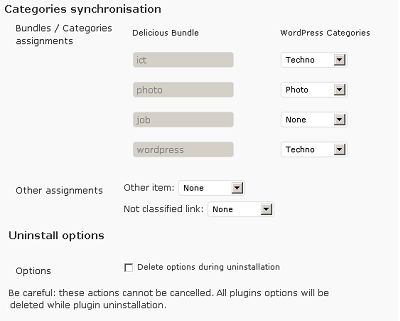 Categories synchronisation
Bundles / Categories assignments
Delicious Bundle
WordPress Categories
ict
Techno
photo
Photo
job
None
wordpress
Techno
Other assignments
Other item: None
Not classified link: None
Uninstall options
Options
Delete options during uninstallation
Be careful: these actions cannot be cancelled. All plugins options will be
deleted while plugin uninstallation.